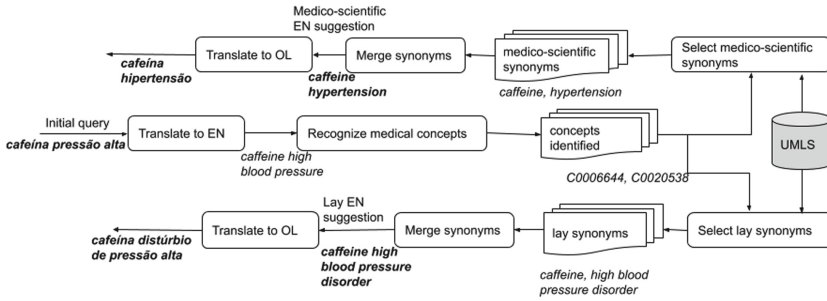 Medico-scientific
EN suggestion
Translate to OL
Merge synonyms
medico-scientific
synonyms
Select medico-scientific
synonyms
cafeína
hipertensão
caffeine
hypertension
caffeine, hypertension
Initial query
cafeína pressão alta
Translate to EN
caffeine high
blood pressure
Recognize medical concepts
concepts
identified
C0006644, C0020538
UMLS
Lay EN
suggestion
Translate to OL
Merge synonyms
lay synonyms
Select lay synonyms
cafeína distúrbio
de pressão alta
caffeine high
blood pressure
disorder
caffeine, high blood
pressure disorder